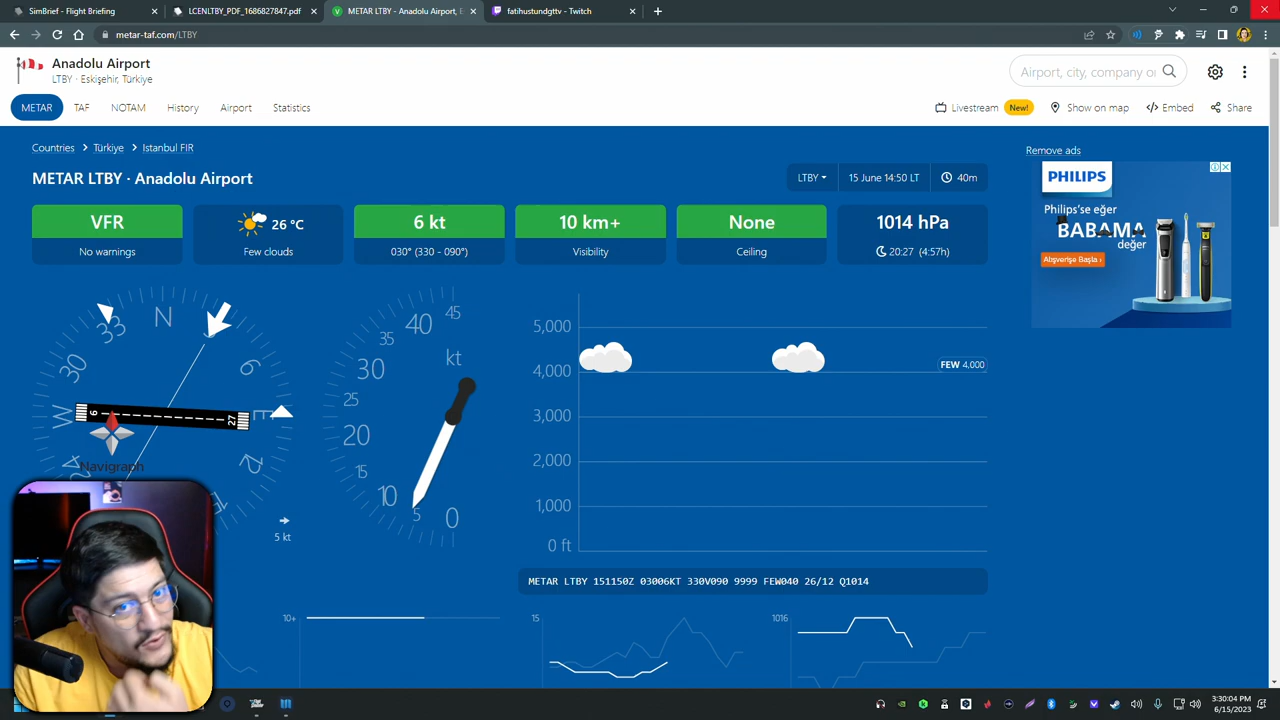 SimBrief - Flight Briefing
LCENLTBY_PDF_1686827847.pdf
METAR LTBY · Anadolu Airport, E
fatihustundgttv - Twitch
metar-taf.com/LTBY
Anadolu Airport
LTBY · Eskişehir, Türkiye
Airport, city, company or
METAR
TAF
NOTAM
History
Airport
Statistics
Livestream New!
Show on map
Embed
Share
Countries > Türkiye > Istanbul FIR
Remove ads
METAR LTBY · Anadolu Airport
LTBY
15 June 14:50 LT
40m
VFR
No warnings
26 °C
Few clouds
6 kt
030° (330 - 090°)
10 km+
Visibility
None
Ceiling
1014 hPa
20:27 (4:57h)
PHILIPS
Philips'se eğer
BABAMA
değer
Alışverişe Başla ›
N
33
30
W
6
E
9
27
Navigraph
5 kt
45
40
35
kt
30
25
20
15
10
5
0
5,000
4,000
FEW 4,000
3,000
2,000
1,000
0 ft
METAR LTBY 151150Z 03006KT 330V090 9999 FEW040 26/12 Q1014
10+
15
1016
3:30:04 PM
6/15/2023